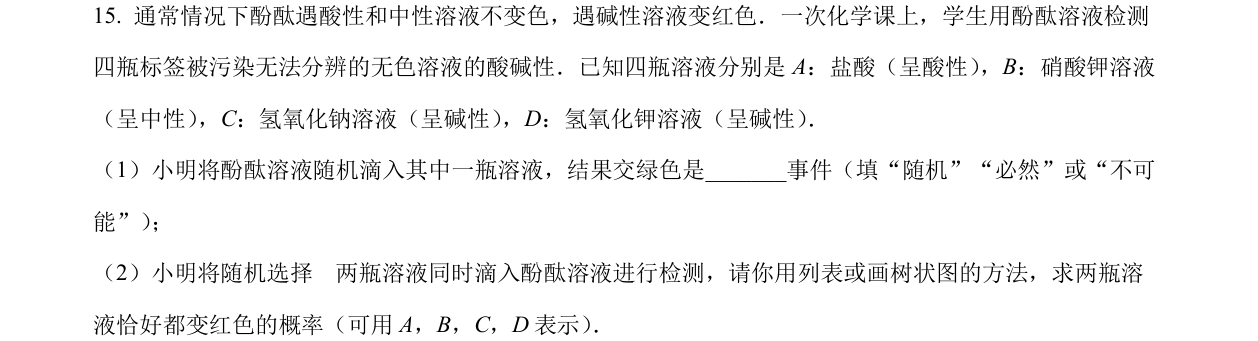 15. 通常情况下酚酞遇酸性和中性溶液不变色，遇碱性溶液变红色．一次化学课上，学生用酚酞溶液检测
四瓶标签被污染无法分辨的无色溶液的酸碱性．已知四瓶溶液分别是 A：盐酸（呈酸性），B：硝酸钾溶液
（呈中性），C：氢氧化钠溶液（呈碱性），D：氢氧化钾溶液（呈碱性）．
（1）小明将酚酞溶液随机滴入其中一瓶溶液，结果交绿色是_______事件（填“随机”“必然”或“不可
能”）；
（2）小明将随机选择　两瓶溶液同时滴入酚酞溶液进行检测，请你用列表或画树状图的方法，求两瓶溶
液恰好都变红色的概率（可用 A，B，C，D 表示）．